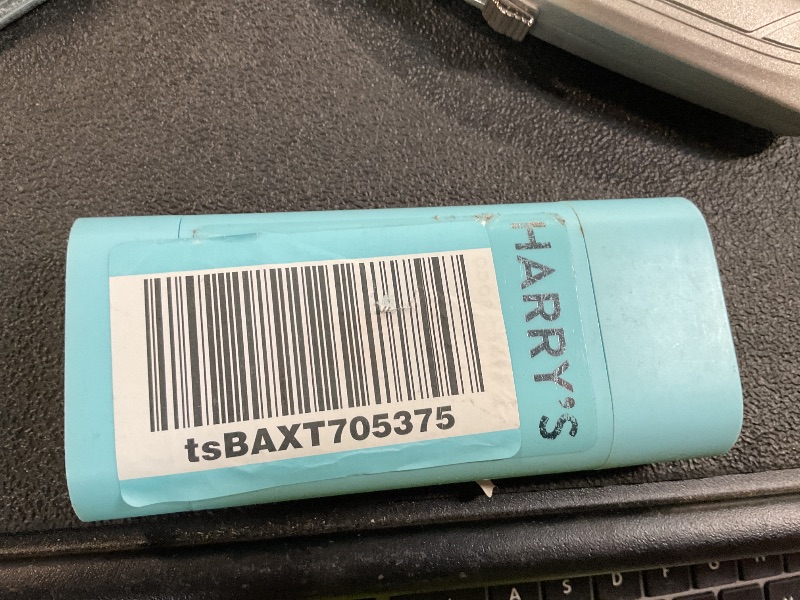 tsBAXT705375
HARRY'S
A S D F G H